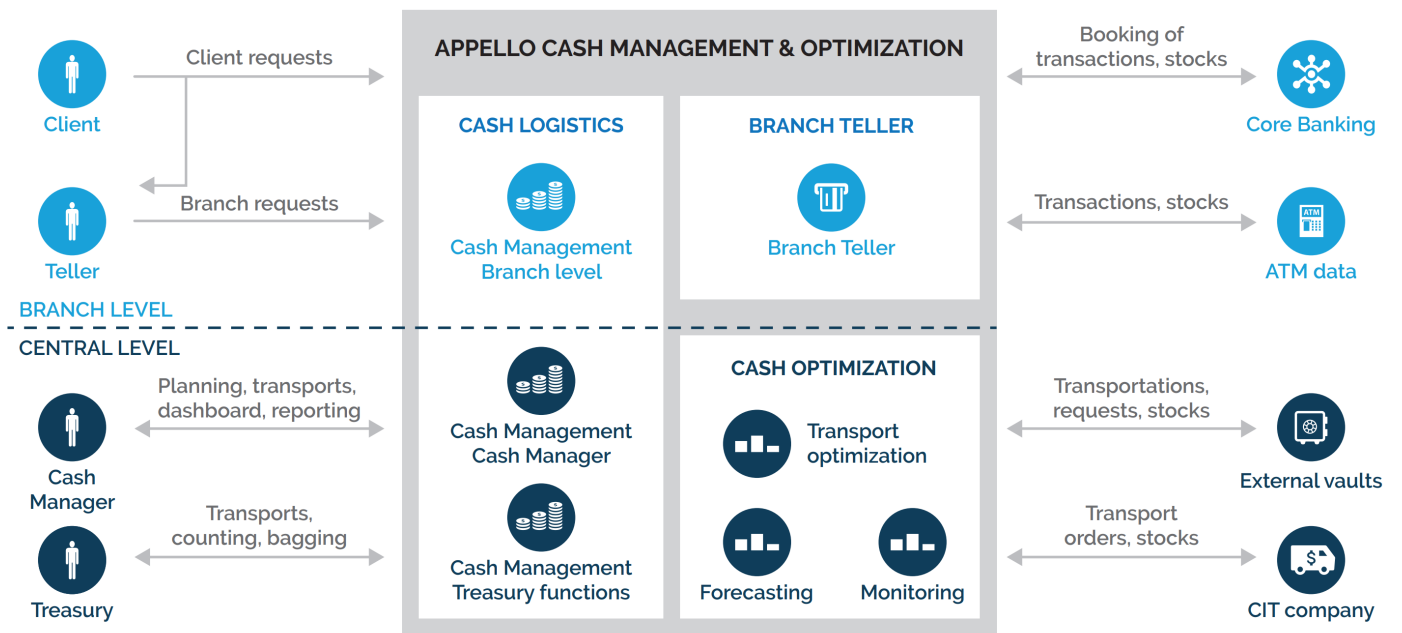 APPELLO CASH MANAGEMENT & OPTIMIZATION
Client requests
Client
Branch requests
Teller
BRANCH LEVEL
CENTRAL LEVEL
Planning, transports,
dashboard, reporting
Cash
Manager
Transports,
counting, bagging
Treasury
CASH LOGISTICS
Cash Management
Branch level
Cash Management
Cash Manager
Cash Management
Treasury functions
BRANCH TELLER
Branch Teller
CASH OPTIMIZATION
Transport
optimization
Forecasting
Monitoring
Booking of
transactions, stocks
Core Banking
Transactions, stocks
ATM
ATM data
Transportations,
requests, stocks
External vaults
Transport
orders, stocks
$
CIT company